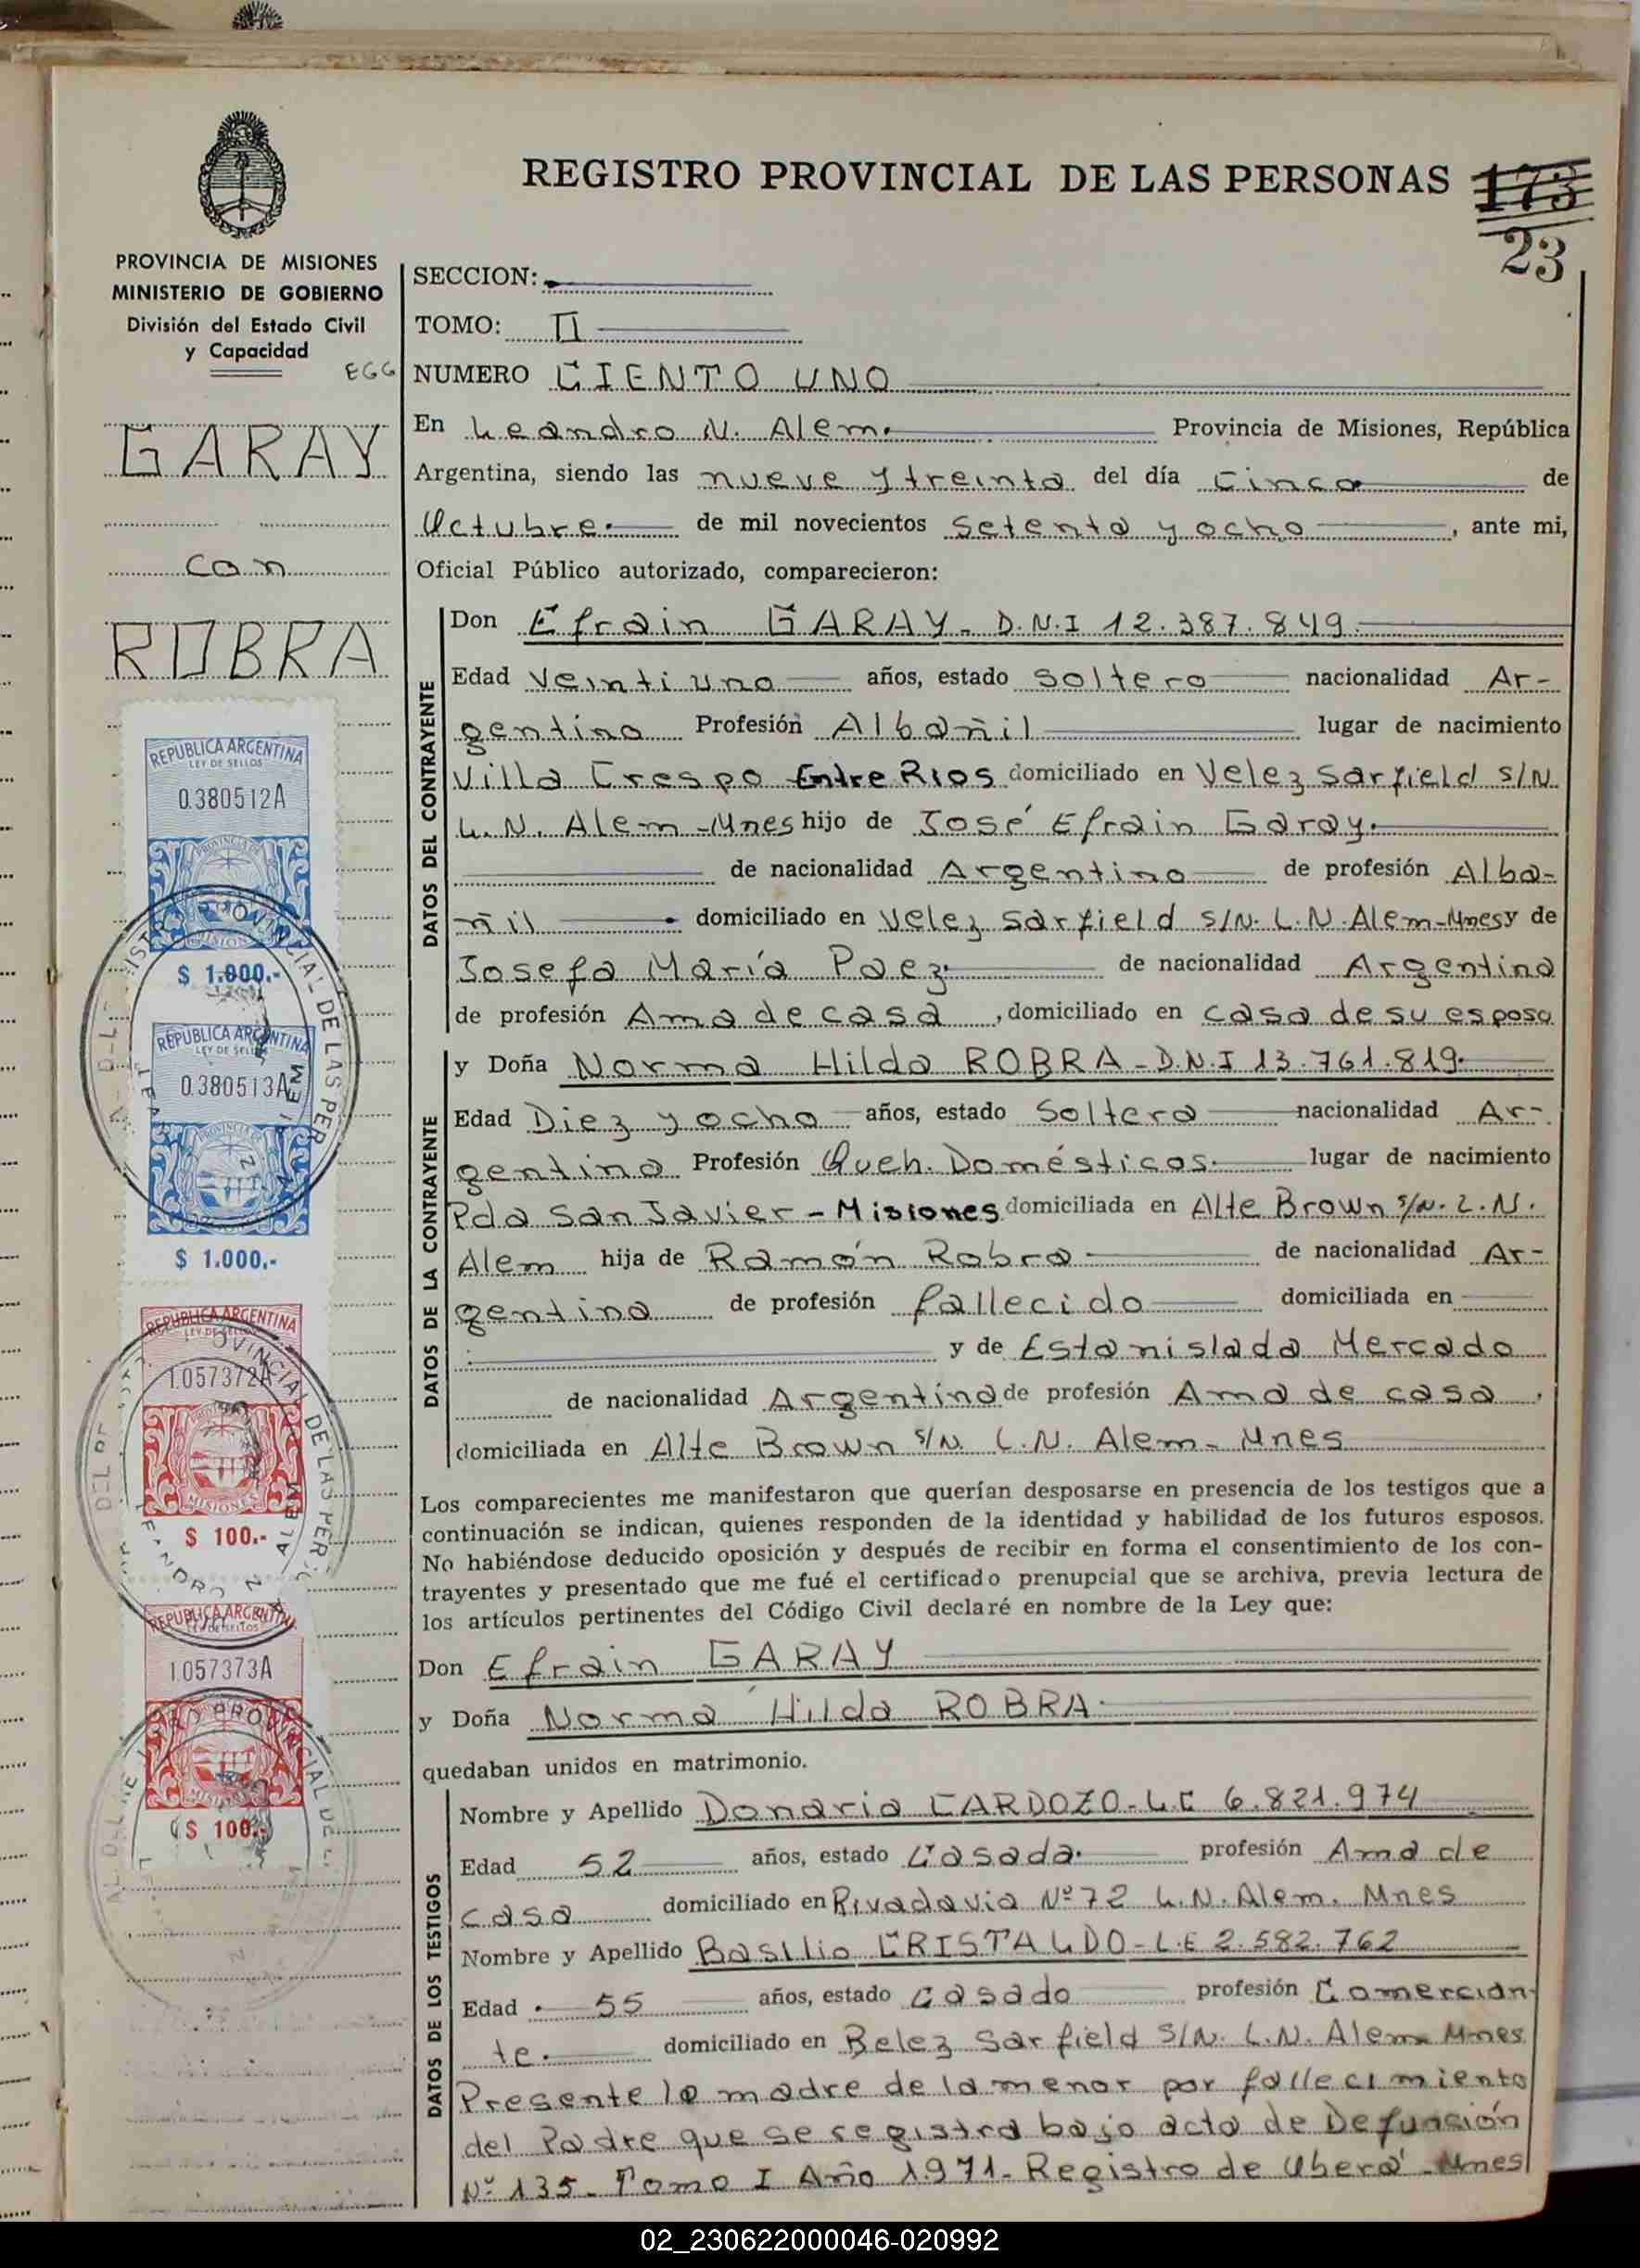 REGISTRO PROVINCIAL DE LAS PERSONAS
173
23
PROVINCIA DE MISIONES
MINISTERIO DE GOBIERNO
División del Estado Civil
y Capacidad
EGG
GARAY
con
ROBRA
REPUBLICA ARGENTINA
LEY DE SELLOS
0.380512A
$ 1.000,-
REPUBLICA ARGENTINA
LEY DE SELLOS
0.380513A
$ 1.000,-
REPUBLICA ARGENTINA
LEY DE SELLOS
1.057372A
MISIONES
$ 100.-
REPUBLICA ARGENTINA
LEY DE SELLOS
1.057373A
$ 100.-
SECCION:
TOMO: II
NUMERO CIENTO UNO
En Leandro N. Alem. Provincia de Misiones, República
Argentina, siendo las nueve y treinta del día Cinco de
Octubre. de mil novecientos setenta y ocho, ante mi,
Oficial Público autorizado, comparecieron:
DATOS DEL CONTRAYENTE
Don Efrain GARAY - D.N.I 12.387.849.
Edad Veintiuno años, estado Soltero nacionalidad Ar-
gentina Profesión Albañil lugar de nacimiento
Villa Crespo Entre Rios domiciliado en Velez Sarfield s/N
L.N. Alem - Mnes hijo de José Efrain Garay.
de nacionalidad Argentina de profesión Alba-
ñil domiciliado en Velez Sarfield s/N. L.N. Alem-Mnes y de
Josefa María Paez. de nacionalidad Argentina
de profesión Ama de casa, domiciliado en casa de su esposo
DATOS DE LA CONTRAYENTE
y Doña Norma Hilda ROBRA - D.N.I 13.761.819.
Edad Diez y ocho años, estado Soltera nacionalidad Ar-
gentina Profesión Queh. Domésticos. lugar de nacimiento
Pda San Javier - Misiones domiciliada en Alte Brown s/N. L.N.
Alem hija de Ramón Robra de nacionalidad Ar-
gentina de profesión fallecido domiciliada en
y de Estanislada Mercado
de nacionalidad Argentina de profesión Ama de casa.
domiciliada en Alte Brown s/N. L.N. Alem - Mnes
Los comparecientes me manifestaron que querían desposarse en presencia de los testigos que a
continuación se indican, quienes responden de la identidad y habilidad de los futuros esposos.
No habiéndose deducido oposición y después de recibir en forma el consentimiento de los con-
trayentes y presentado que me fué el certificado prenupcial que se archiva, previa lectura de
los artículos pertinentes del Código Civil declaré en nombre de la Ley que:
Don Efrain GARAY
y Doña Norma Hilda ROBRA
quedaban unidos en matrimonio.
DATOS DE LOS TESTIGOS
Nombre y Apellido Donaria CARDOZO - L.C 6.821.974
Edad 52 años, estado Casada. profesión Ama de
casa domiciliado en Rivadavia Nº 72 L.N. Alem. Mnes
Nombre y Apellido Basilio CRISTALDO - L.E 2.582.762
Edad 55 años, estado Casado profesión Comercian-
te. domiciliado en Belez Sarfield S/N. L.N. Alem Mnes
Presente la madre de la menor por fallecimiento
del Padre que se registra bajo acta de Defunsión
Nº 135 - Tomo I Año 1971 - Registro de Oberá - Mnes
02_230622000046-020992